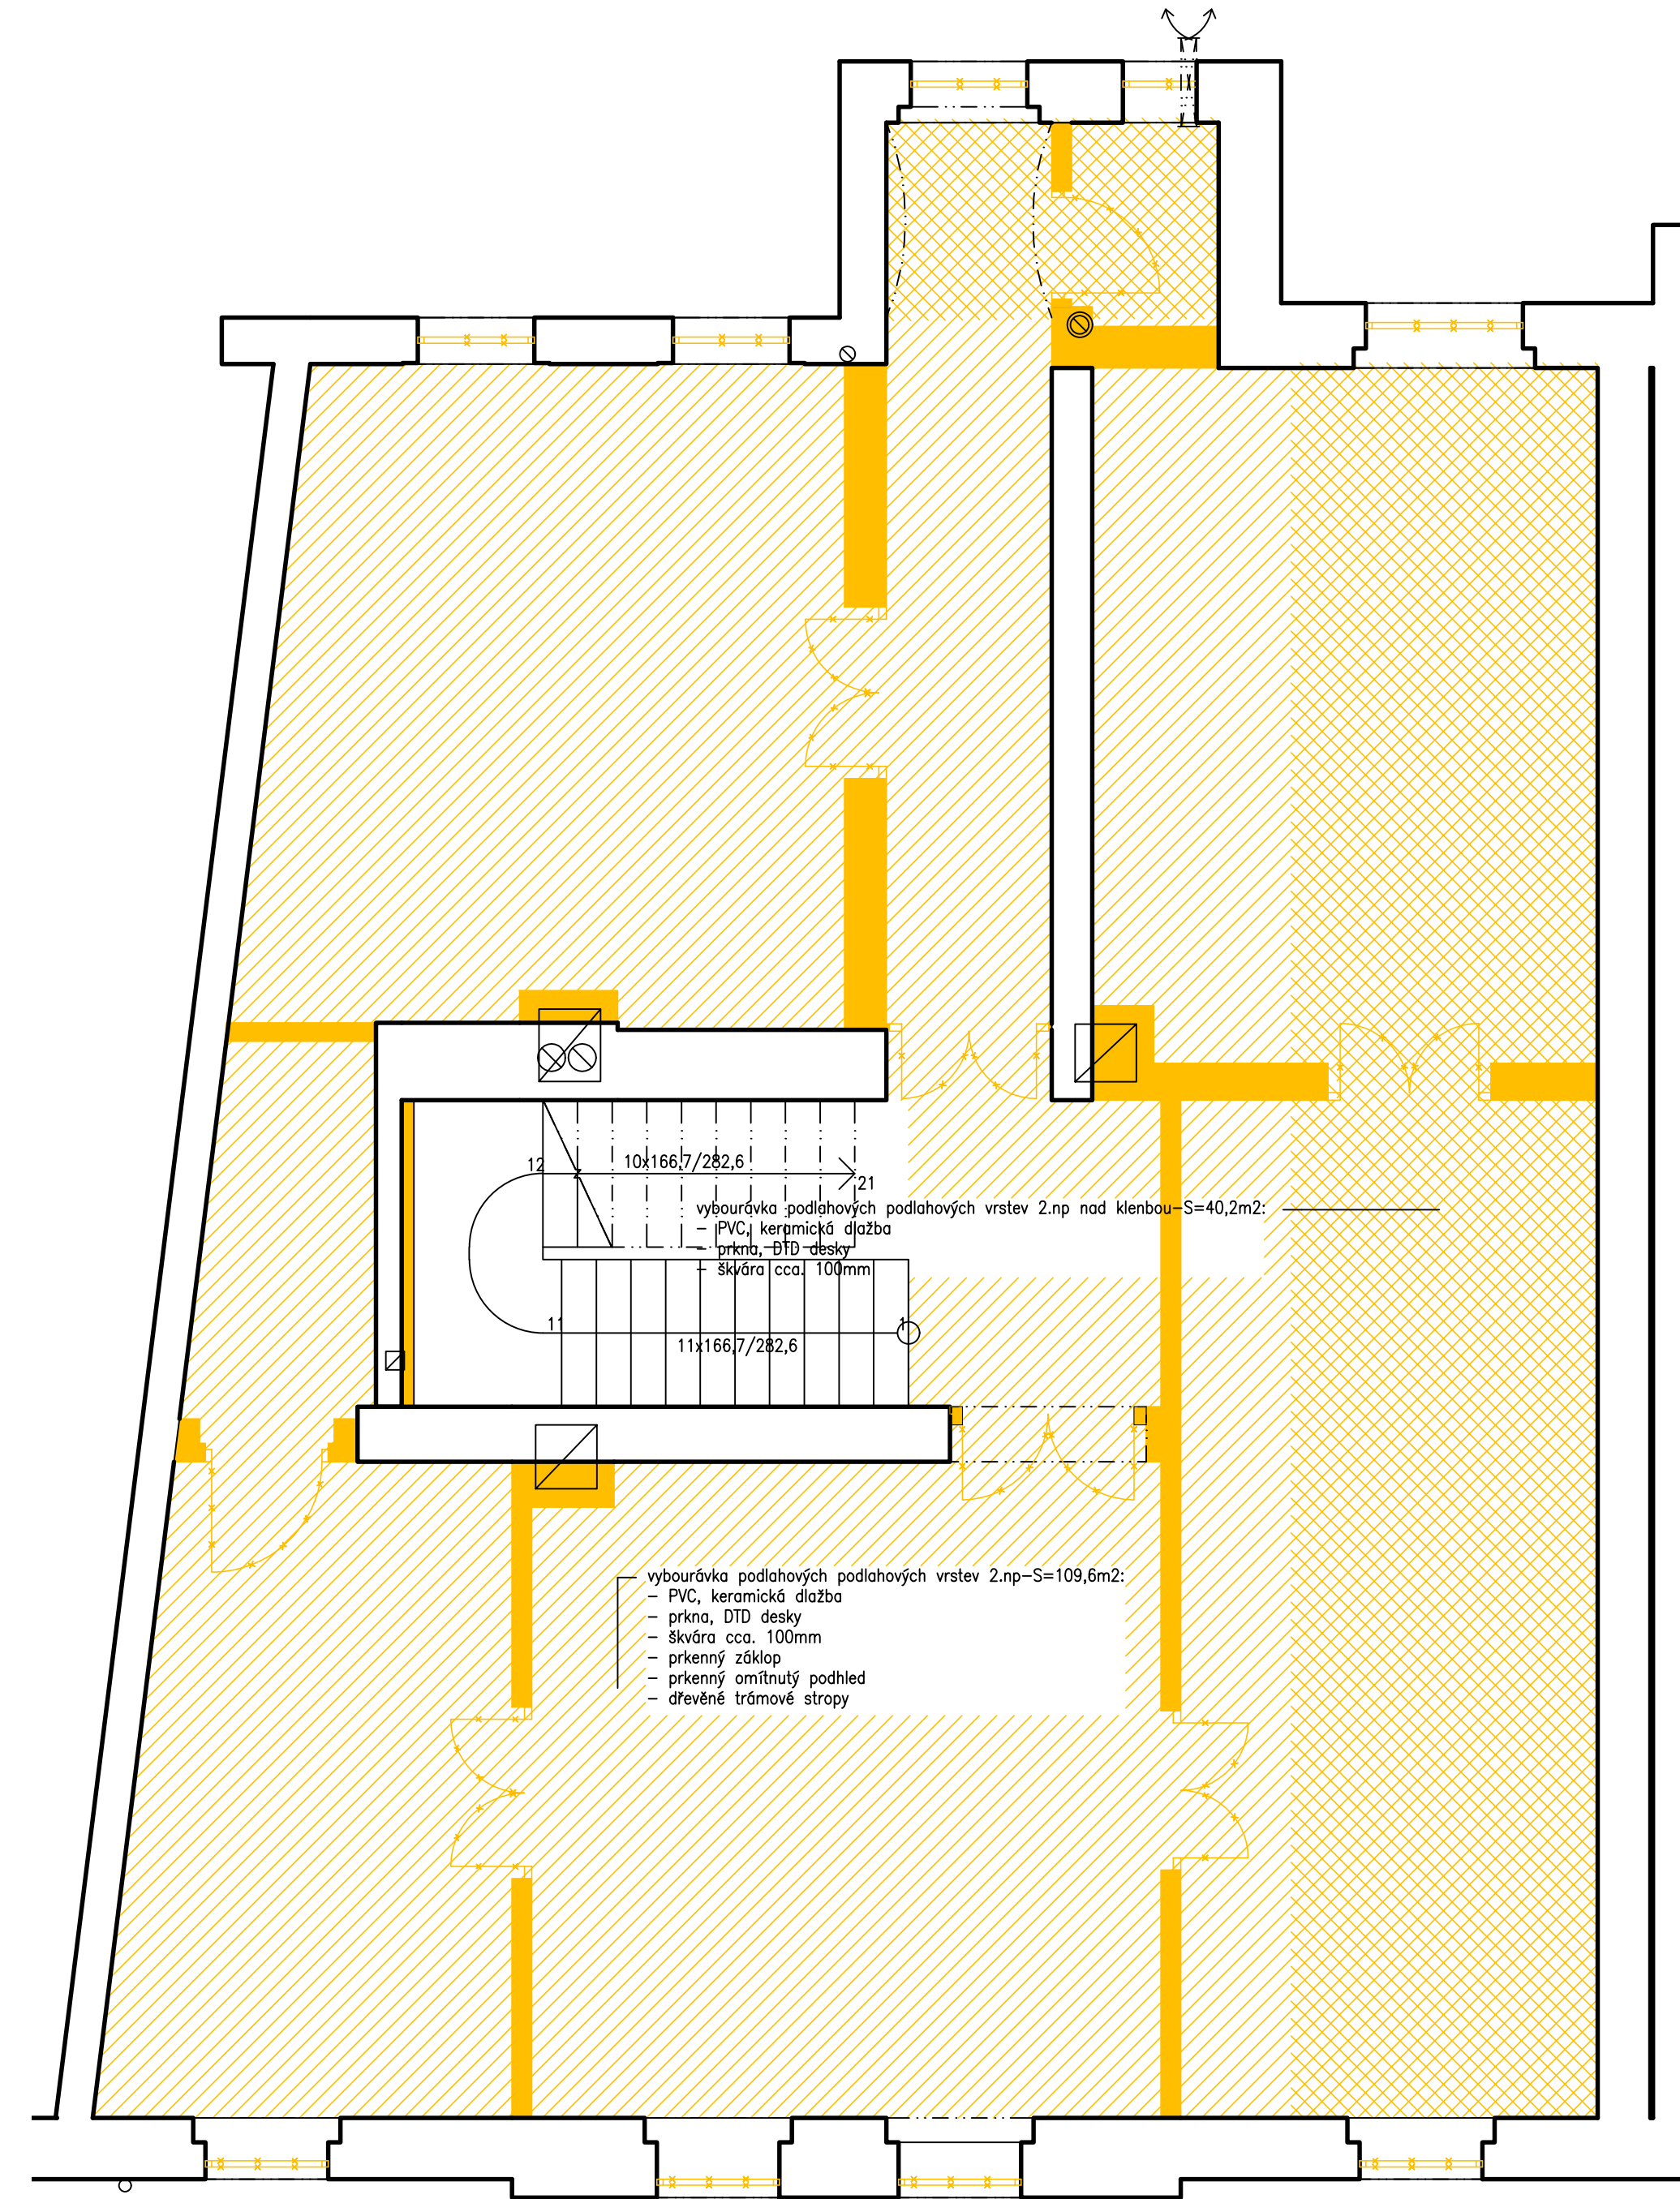 12
10x166,7/282,6
21
vybourávka podlahových podlahových vrstev 2.np nad klenbou-S=40,2m2:
- PVC, keramická dlažba
- prkna, DTD desky
- škvára cca. 100mm
11
1
11x166,7/282,6
vybourávka podlahových podlahových vrstev 2.np-S=109,6m2:
- PVC, keramická dlažba
- prkna, DTD desky
- škvára cca. 100mm
- prkenný záklop
- prkenný omítnutý podhled
- dřevěné trámové stropy